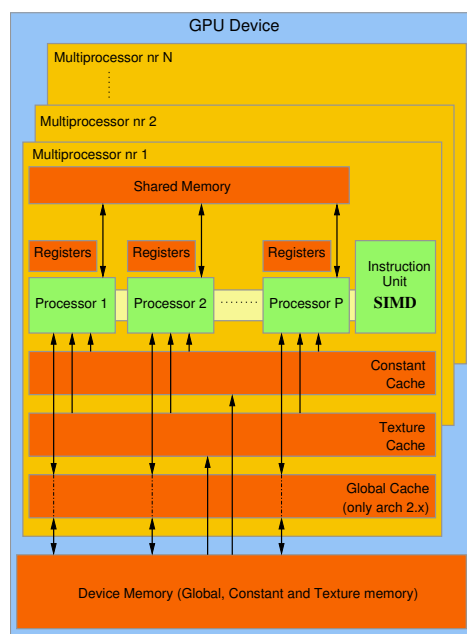 GPU Device
Multiprocessor nr N
Multiprocessor nr 2
Multiprocessor nr 1
Shared Memory
Registers
Registers
Registers
Instruction
Unit
SIMD
Processor 1
Processor 2
Processor P
Constant
Cache
Texture
Cache
Global Cache
(only arch 2.x)
Device Memory (Global, Constant and Texture memory)